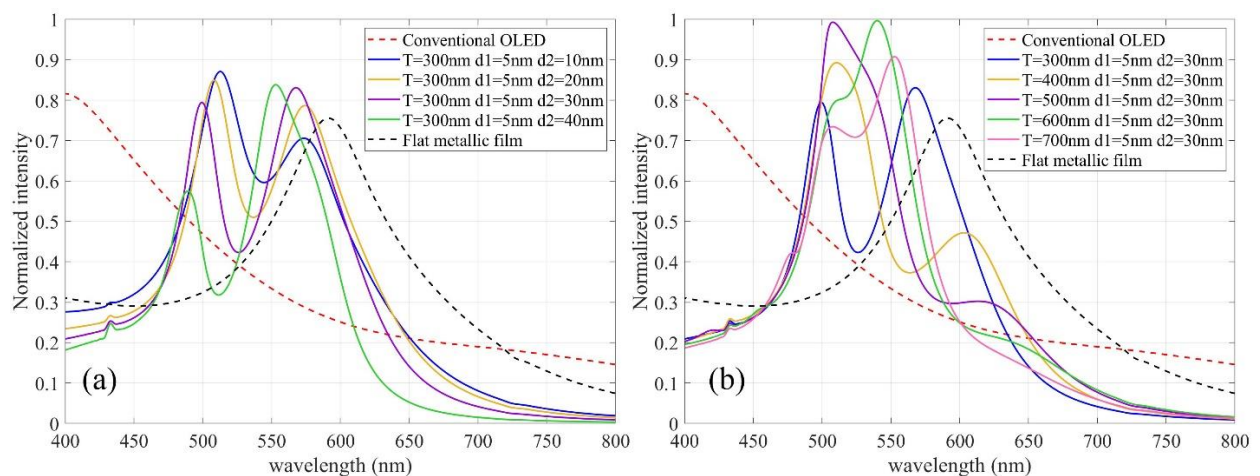 1
0.9
0.8
0.7
0.6
0.5
0.4
0.3
0.2
0.1
0
Normalized intensity
Conventional OLED
T=300nm d1=5nm d2=10nm
T=300nm d1=5nm d2=20nm
T=300nm d1=5nm d2=30nm
T=300nm d1=5nm d2=40nm
Flat metallic film
(a)
400 450 500 550 600 650 700 750 800
wavelength (nm)
1
0.9
0.8
0.7
0.6
0.5
0.4
0.3
0.2
0.1
0
Normalized intensity
Conventional OLED
T=300nm d1=5nm d2=30nm
T=400nm d1=5nm d2=30nm
T=500nm d1=5nm d2=30nm
T=600nm d1=5nm d2=30nm
T=700nm d1=5nm d2=30nm
Flat metallic film
(b)
400 450 500 550 600 650 700 750 800
wavelength (nm)